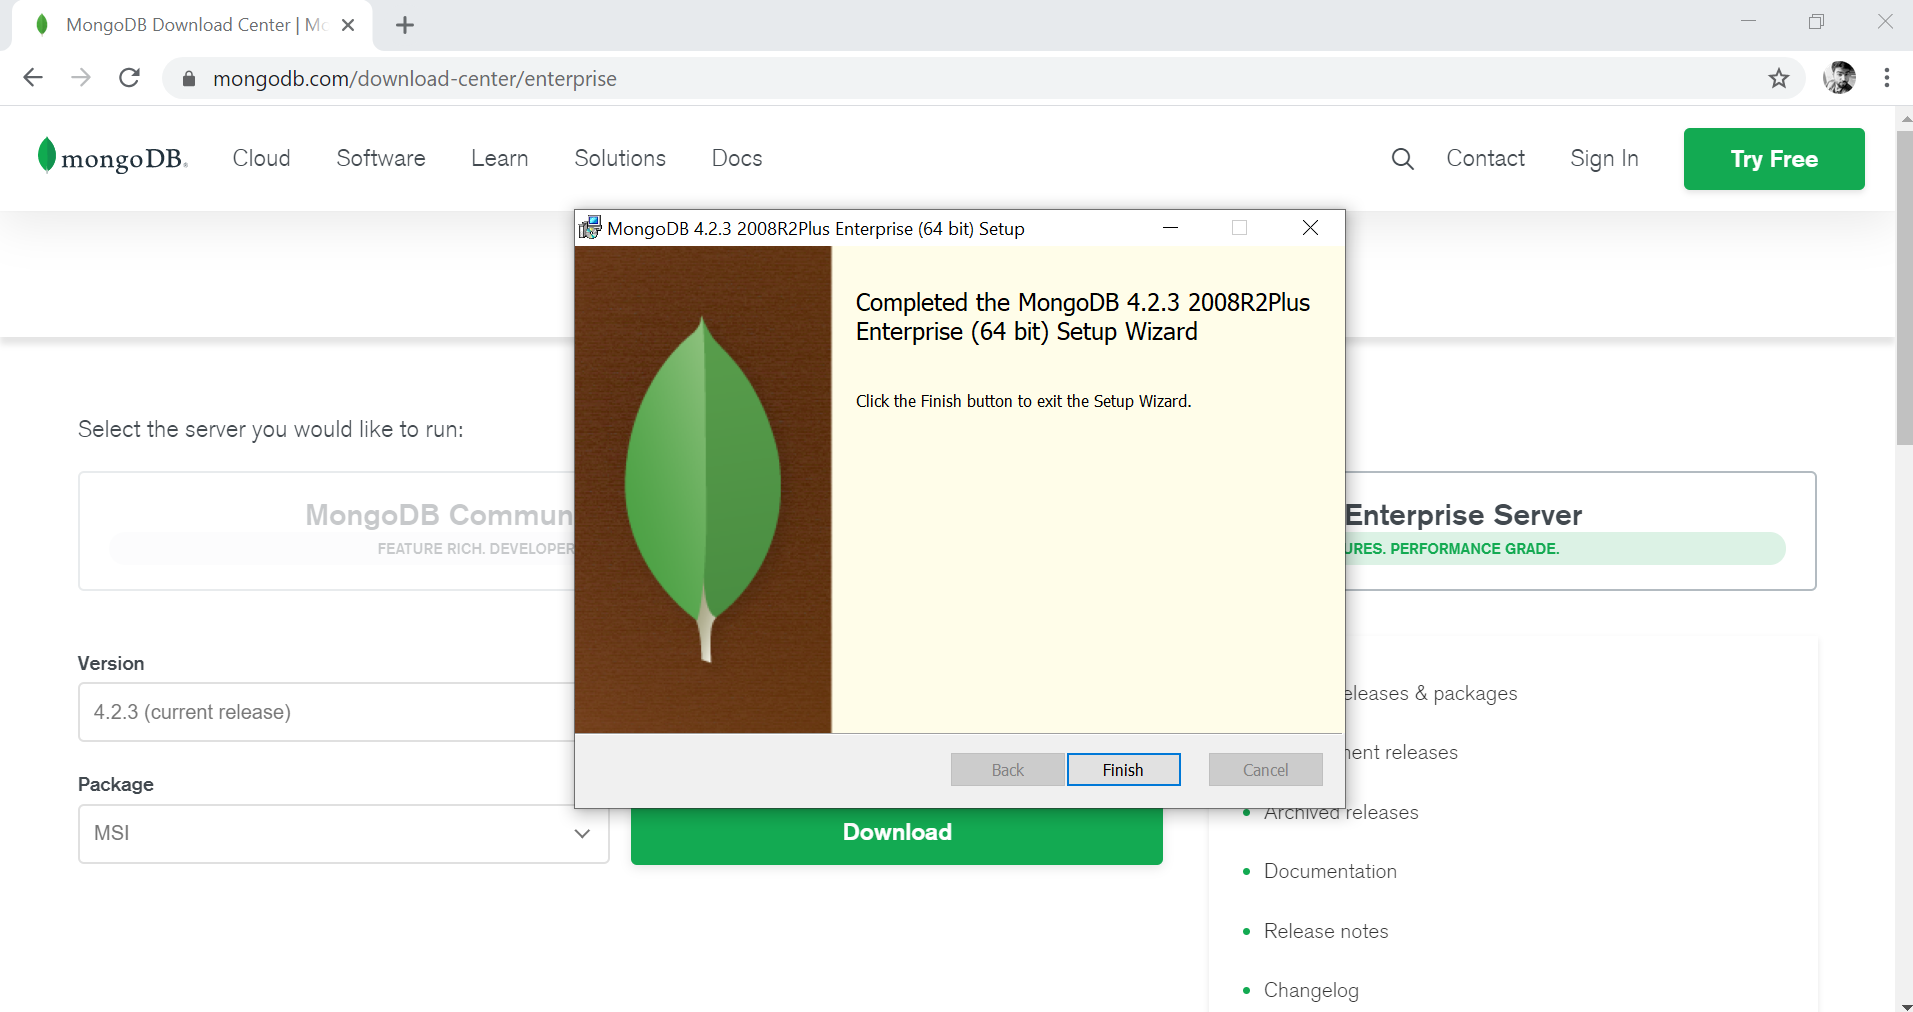 MongoDB Download Center | Mo
mongodb.com/download-center/enterprise
mongoDB.
Cloud
Software
Learn
Solutions
Docs
Contact
Sign In
Try Free
MongoDB 4.2.3 2008R2Plus Enterprise (64 bit) Setup
Completed the MongoDB 4.2.3 2008R2Plus
Enterprise (64 bit) Setup Wizard
Click the Finish button to exit the Setup Wizard.
Back
Finish
Cancel
Select the server you would like to run:
MongoDB Commun
FEATURE RICH. DEVELOPER
Enterprise Server
URES. PERFORMANCE GRADE.
Version
4.2.3 (current release)
Package
MSI
Download
eleases & packages
ent releases
Archived releases
Documentation
Release notes
Changelog